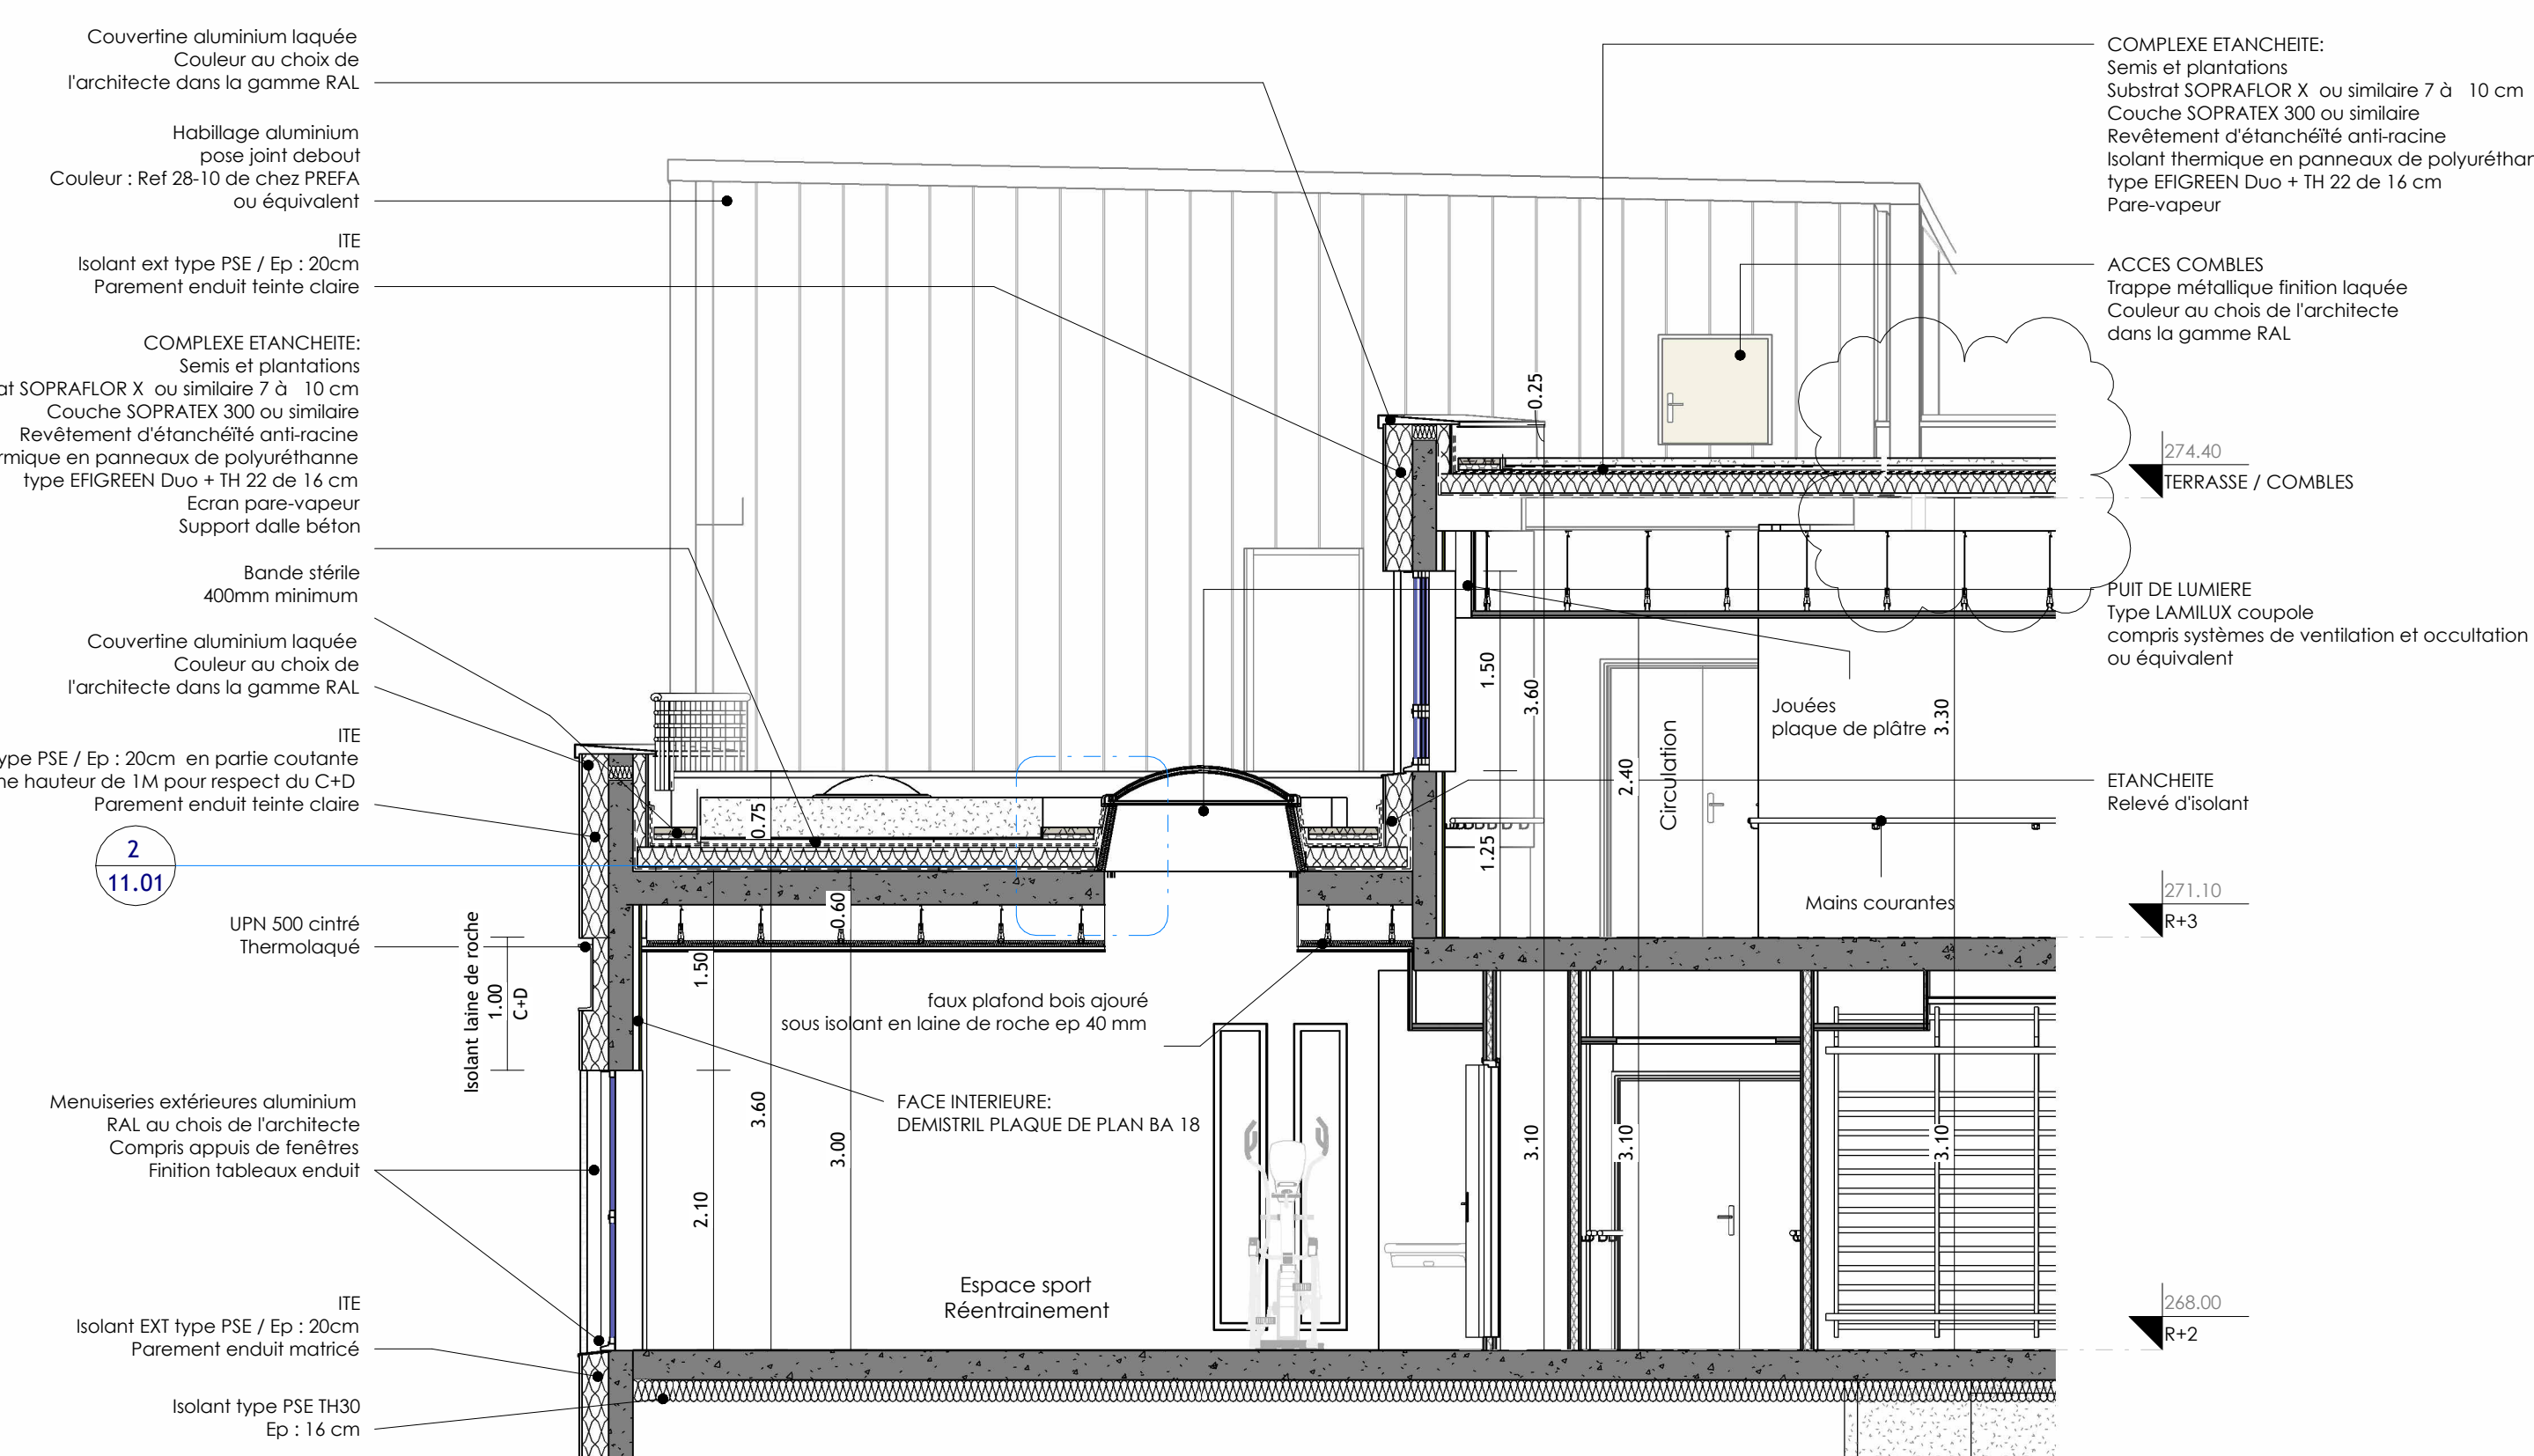 Couvertine aluminium laquée
Couleur au choix de
l'architecte dans la gamme RAL
Habillage aluminium
pose joint debout
Couleur : Ref 28-10 de chez PREFA
ou équivalent
ITE
Isolant ext type PSE / Ep : 20cm
Parement enduit teinte claire
COMPLEXE ETANCHEITE:
Semis et plantations
at SOPRAFLOR X ou similaire 7 à 10 cm
Couche SOPRATEX 300 ou similaire
Revêtement d'étanchéïté anti-racine
rmique en panneaux de polyuréthanne
type EFIGREEN Duo + TH 22 de 16 cm
Ecran pare-vapeur
Support dalle béton
Bande stérile
400mm minimum
Couvertine aluminium laquée
Couleur au choix de
l'architecte dans la gamme RAL
ITE
ype PSE / Ep : 20cm en partie coutante
ne hauteur de 1M pour respect du C+D
Parement enduit teinte claire
2
11.01
UPN 500 cintré
Thermolaqué
Isolant laine de roche
1.00
C+D
Menuiseries extérieures aluminium
RAL au chois de l'architecte
Compris appuis de fenêtres
Finition tableaux enduit
ITE
Isolant EXT type PSE / Ep : 20cm
Parement enduit matricé
Isolant type PSE TH30
Ep : 16 cm
0.75
0.60
1.50
3.60
3.00
2.10
faux plafond bois ajouré
sous isolant en laine de roche ep 40 mm
FACE INTERIEURE:
DEMISTRIL PLAQUE DE PLAN BA 18
Espace sport
Réentrainement
0.25
1.50
3.60
1.25
2.40
Circulation
Jouées
plaque de plâtre
3.30
Mains courantes
3.10
3.10
3.10
COMPLEXE ETANCHEITE:
Semis et plantations
Substrat SOPRAFLOR X ou similaire 7 à 10 cm
Couche SOPRATEX 300 ou similaire
Revêtement d'étanchéïté anti-racine
Isolant thermique en panneaux de polyuréthan
type EFIGREEN Duo + TH 22 de 16 cm
Pare-vapeur
ACCES COMBLES
Trappe métallique finition laquée
Couleur au chois de l'architecte
dans la gamme RAL
274.40
TERRASSE / COMBLES
PUIT DE LUMIERE
Type LAMILUX coupole
compris systèmes de ventilation et occultation
ou équivalent
ETANCHEITE
Relevé d'isolant
271.10
R+3
268.00
R+2